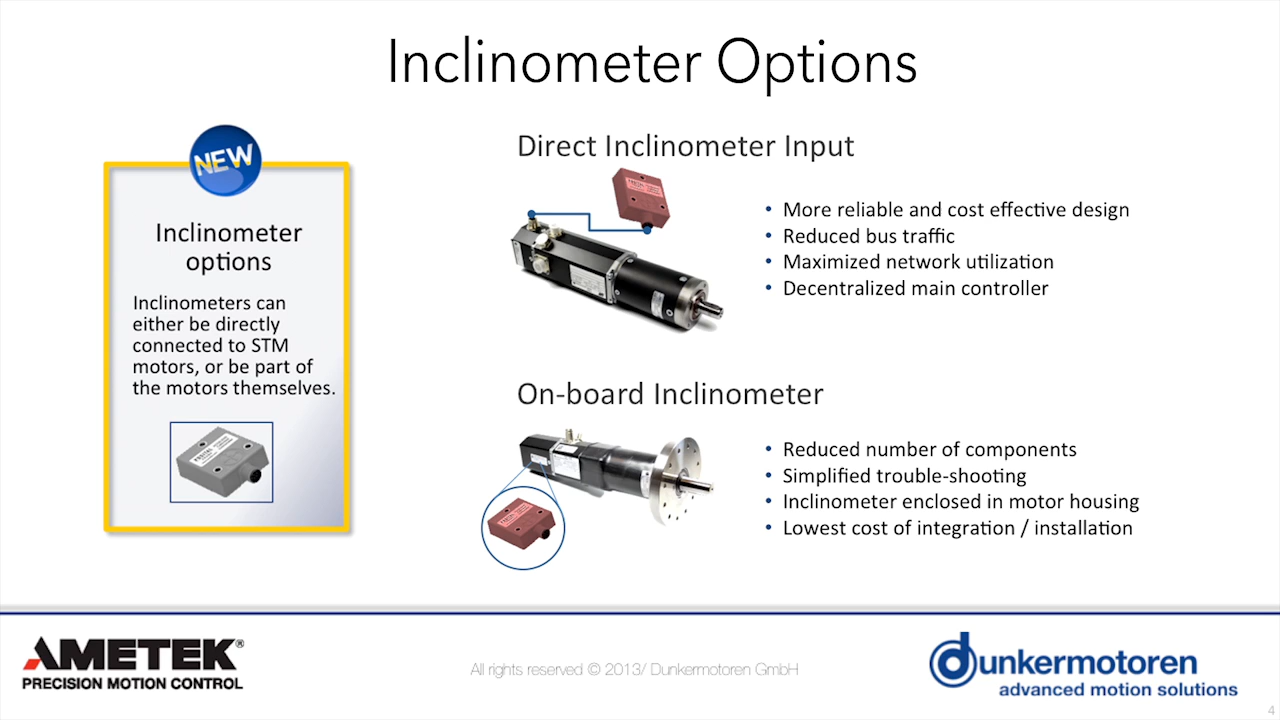 Inclinometer Options
NEW
Inclinometer
options
Inclinometers can
either be directly
connected to STM
motors, or be part of
the motors themselves.
Direct Inclinometer Input
• More reliable and cost effective design
• Reduced bus traffic
• Maximized network utilization
• Decentralized main controller
On-board Inclinometer
• Reduced number of components
• Simplified trouble-shooting
• Inclinometer enclosed in motor housing
• Lowest cost of integration / installation
AMETEK®
PRECISION MOTION CONTROL
All rights reserved © 2013/ Dunkermotoren GmbH
dunkermotoren
advanced motion solutions
4